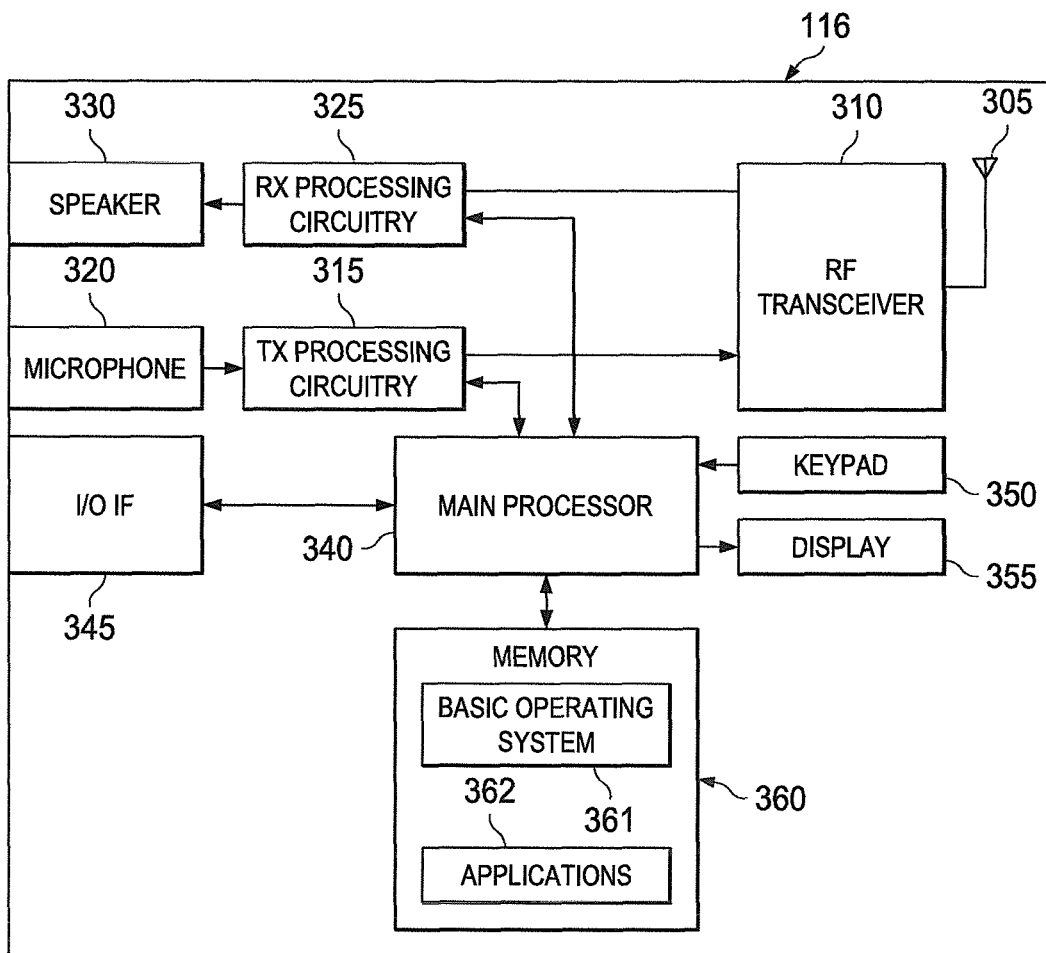 116
330
325
310
305
SPEAKER
RX PROCESSING
CIRCUITRY
RF
TRANSCEIVER
320
315
MICROPHONE
TX PROCESSING
CIRCUITRY
I/O IF
MAIN PROCESSOR
KEYPAD
350
340
DISPLAY
355
345
MEMORY
BASIC OPERATING
SYSTEM
362
361
360
APPLICATIONS